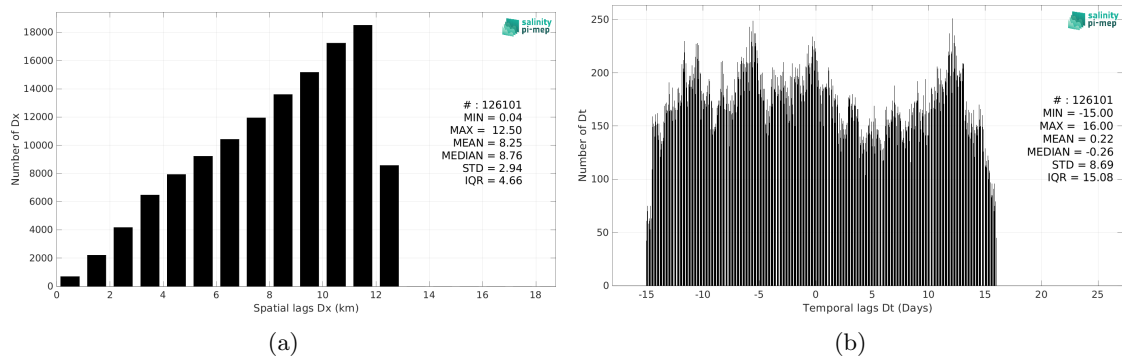 18000
16000
14000
12000
10000
8000
6000
4000
2000
0
Number of Dx
0 2 4 6 8 10 12 14 16 18
Spatial lags Dx (km)
salinity
pi-mep
# : 126101
MIN = 0.04
MAX = 12.50
MEAN = 8.25
MEDIAN = 8.76
STD = 2.94
IQR = 4.66
(a)
250
200
150
100
50
0
Number of Dt
-15 -10 -5 0 5 10 15 20 25
Temporal lags Dt (Days)
salinity
pi-mep
# : 126101
MIN = -15.00
MAX = 16.00
MEAN = 0.22
MEDIAN = -0.26
STD = 8.69
IQR = 15.08
(b)